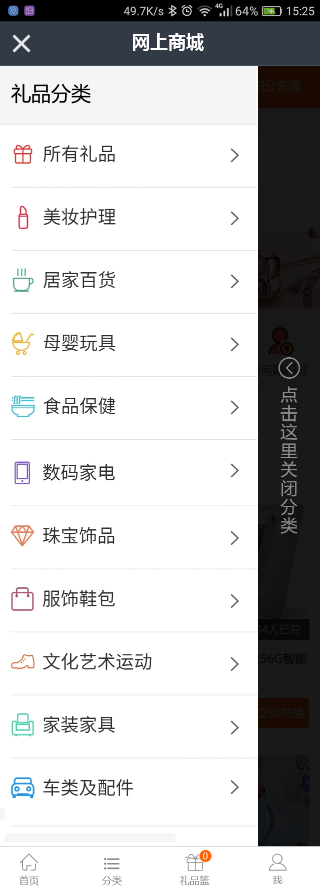 49.7K/s 4G 64% 15:25
网上商城
礼品分类
所有礼品
美妆护理
居家百货
母婴玩具
食品保健
数码家电
珠宝饰品
服饰鞋包
文化艺术运动
家装家具
车类及配件
点击这里关闭分类
积分充值
人已兑
56G智能
立即兑换
首页
分类
0
礼品篮
我